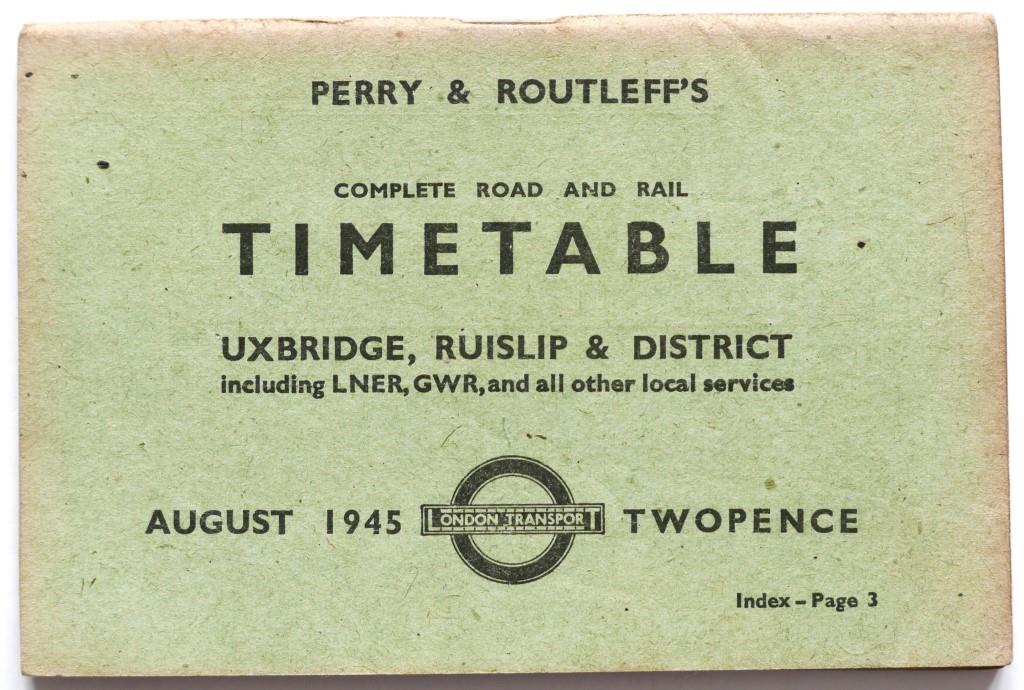 PERRY & ROUTLEFF'S
COMPLETE ROAD AND RAIL
TIMETABLE
UXBRIDGE, RUISLIP & DISTRICT
including LNER, GWR, and all other local services
AUGUST 1945 LONDON TRANSPORT TWOPENCE
Index – Page 3